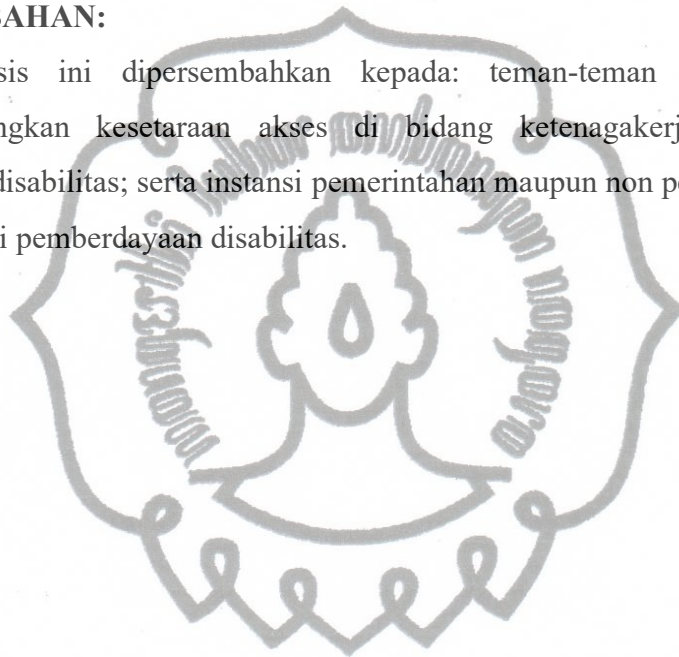 BAHAN:
sis ini dipersembahkan kepada: teman-teman
ngkan kesetaraan akses di bidang ketenagakerj
disabilitas; serta instansi pemerintahan maupun non pe
i pemberdayaan disabilitas.